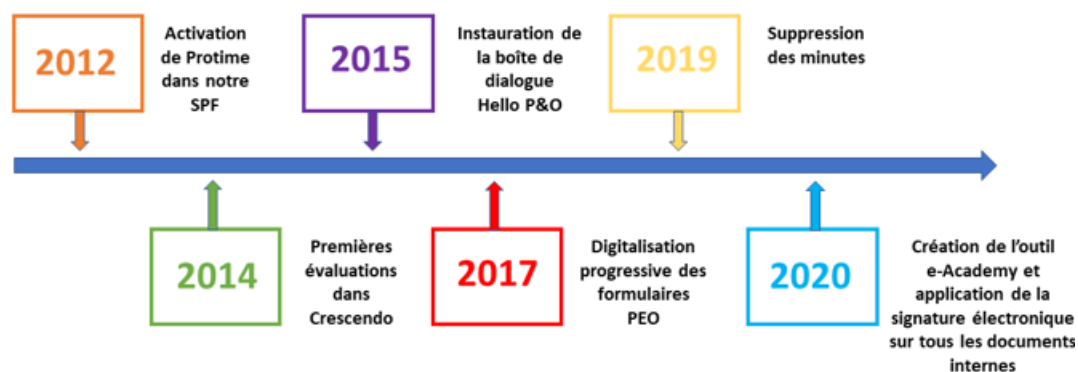 2012
Activation
de Protime
dans notre
SPF
2015
Instauration de
la boîte de
dialogue
Hello P&O
2019
Suppression
des minutes
2014
Premières
évaluations
dans
Crescendo
2017
Digitalisation
progressive des
formulaires
PEO
2020
Création de l’outil
e-Academy et
application de la
signature électronique
sur tous les documents
internes